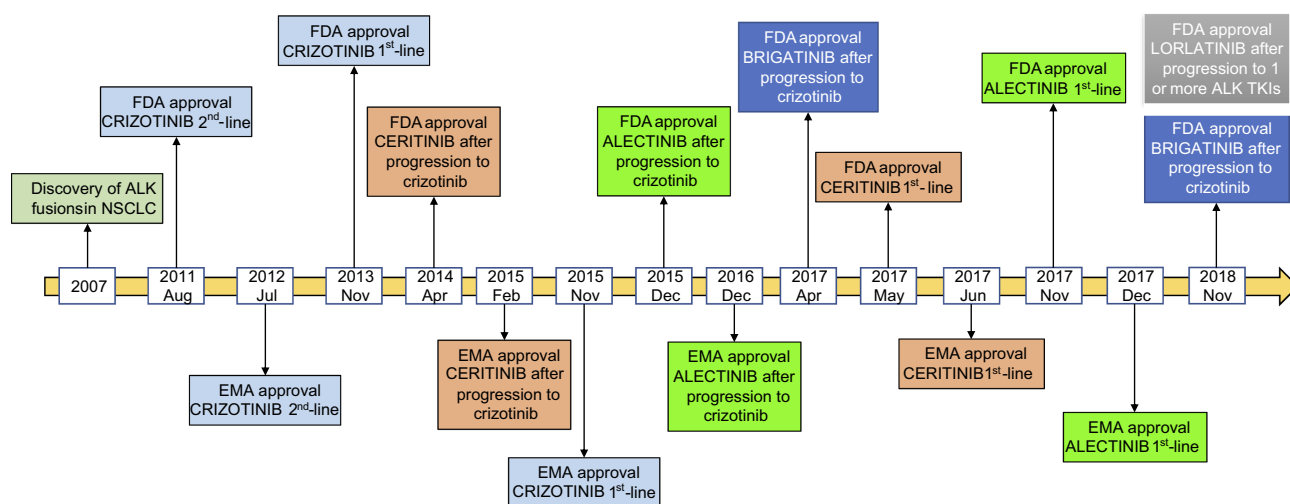 FDA approval
CRIZOTINIB 1st-line
FDA approval
LORLATINIB after
progression to 1
or more ALK TKIs
FDA approval
BRIGATINIB after
progression to
crizotinib
FDA approval
ALECTINIB 1st-line
FDA approval
CRIZOTINIB 2nd-line
FDA approval
CERITINIB after
progression to
crizotinib
FDA approval
ALECTINIB after
progression to
crizotinib
FDA approval
BRIGATINIB after
progression to
crizotinib
FDA approval
CERITINIB 1st-line
Discovery of ALK
fusionsin NSCLC
2007
2011
Aug
2012
Jul
2013
Nov
2014
Apr
2015
Feb
2015
Nov
2015
Dec
2016
Dec
2017
Apr
2017
May
2017
Jun
2017
Nov
2017
Dec
2018
Nov
EMA approval
CRIZOTINIB 2nd-line
EMA approval
CERITINIB after
progression to
crizotinib
EMA approval
ALECTINIB after
progression to
crizotinib
EMA approval
CERITINIB1st-line
EMA approval
ALECTINIB 1st-line
EMA approval
CRIZOTINIB 1st-line